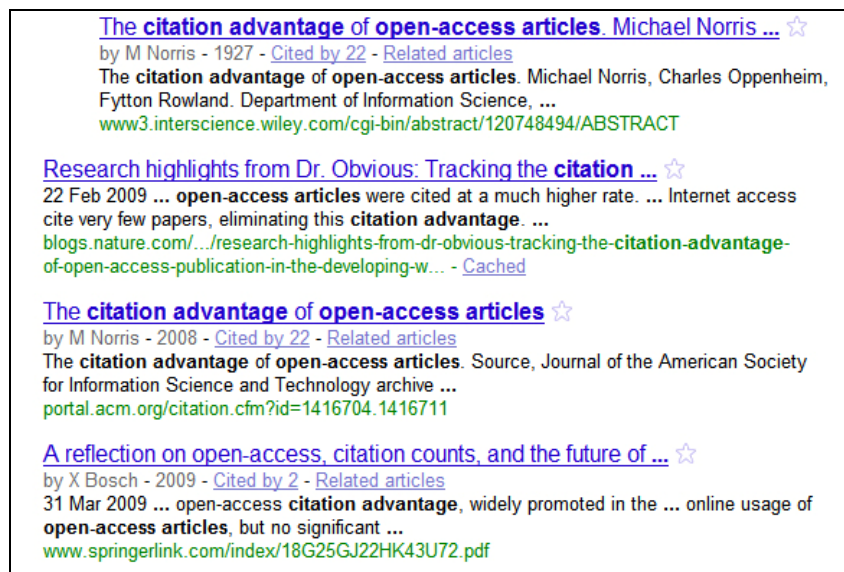 The citation advantage of open-access articles. Michael Norris ...
by M Norris - 1927 - Cited by 22 - Related articles
The citation advantage of open-access articles. Michael Norris, Charles Oppenheim,
Fytton Rowland. Department of Information Science, ...
www3.interscience.wiley.com/cgi-bin/abstract/120748494/ABSTRACT
Research highlights from Dr. Obvious: Tracking the citation ...
22 Feb 2009 ... open-access articles were cited at a much higher rate. ... Internet access
cite very few papers, eliminating this citation advantage. ...
blogs.nature.com/.../research-highlights-from-dr-obvious-tracking-the-citation-advantage-
of-open-access-publication-in-the-developing-w... - Cached
The citation advantage of open-access articles
by M Norris - 2008 - Cited by 22 - Related articles
The citation advantage of open-access articles. Source, Journal of the American Society
for Information Science and Technology archive ...
portal.acm.org/citation.cfm?id=1416704.1416711
A reflection on open-access, citation counts, and the future of ...
by X Bosch - 2009 - Cited by 2 - Related articles
31 Mar 2009 ... open-access citation advantage, widely promoted in the ... online usage of
open-access articles, but no significant ...
www.springerlink.com/index/18G25GJ22HK43U72.pdf